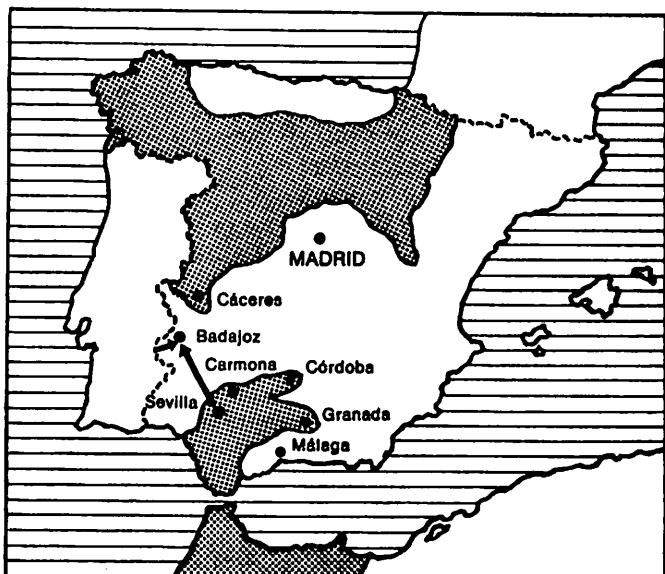 MADRID
Cáceres
Badajoz
Carmona
Córdoba
Sevilla
Granada
Málaga